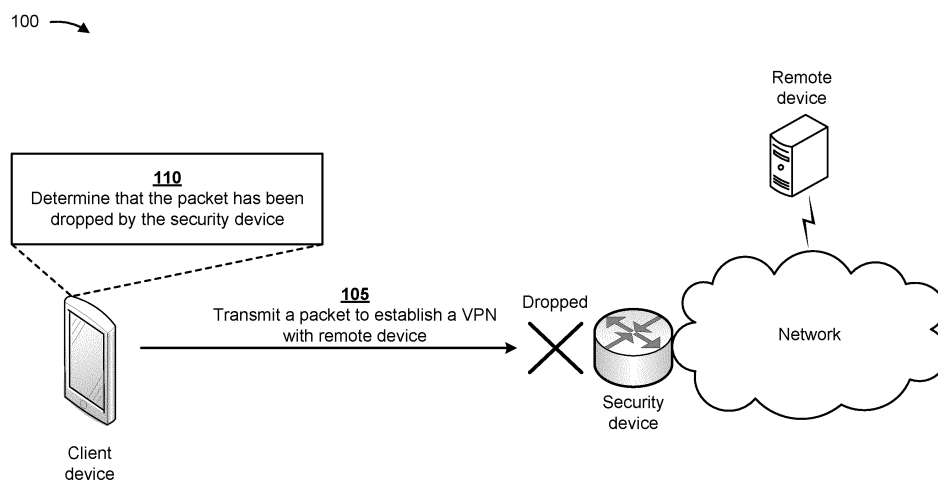 100
Remote
device
110
Determine that the packet has been
dropped by the security device
105
Transmit a packet to establish a VPN
with remote device
Dropped
Network
Security
device
Client
device